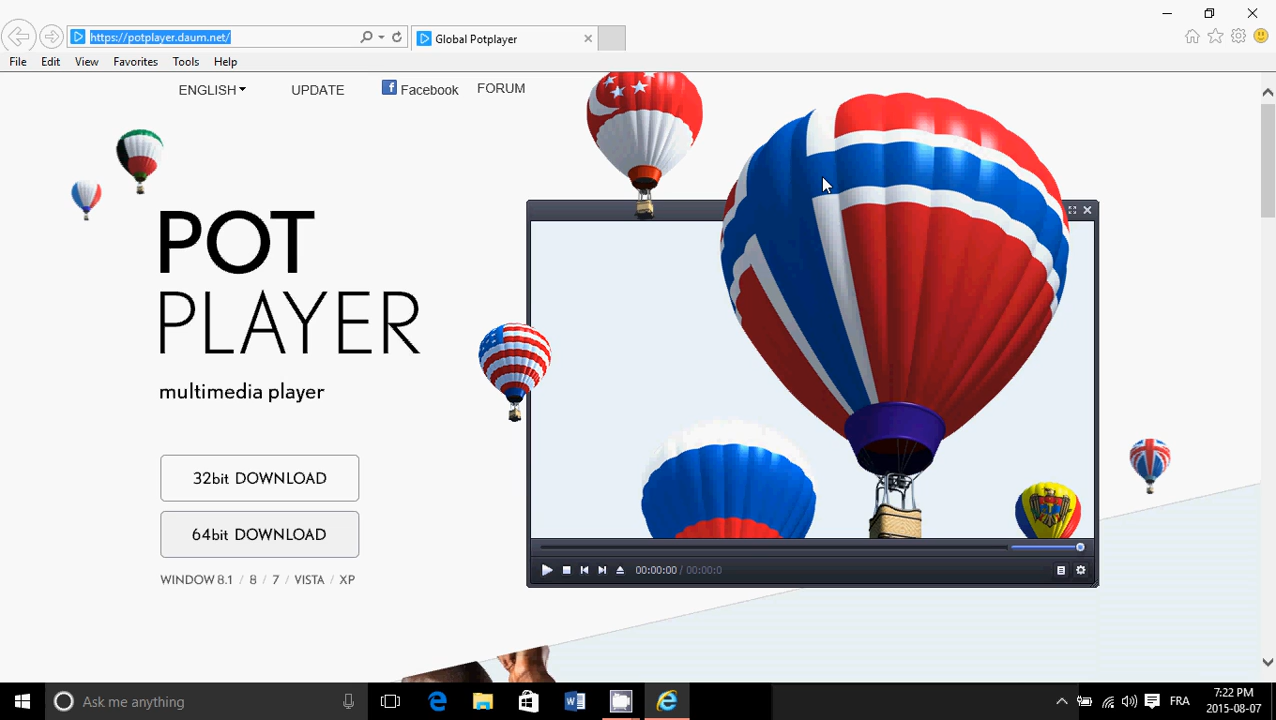 https://potplayer.daum.net/
Global Potplayer
File Edit View Favorites Tools Help
ENGLISH UPDATE Facebook FORUM
POT
PLAYER
multimedia player
32bit DOWNLOAD
64bit DOWNLOAD
WINDOW 8.1 / 8 / 7 / VISTA / XP
00:00:00 / 00:00:0
Ask me anything
FRA
7:22 PM
2015-08-07